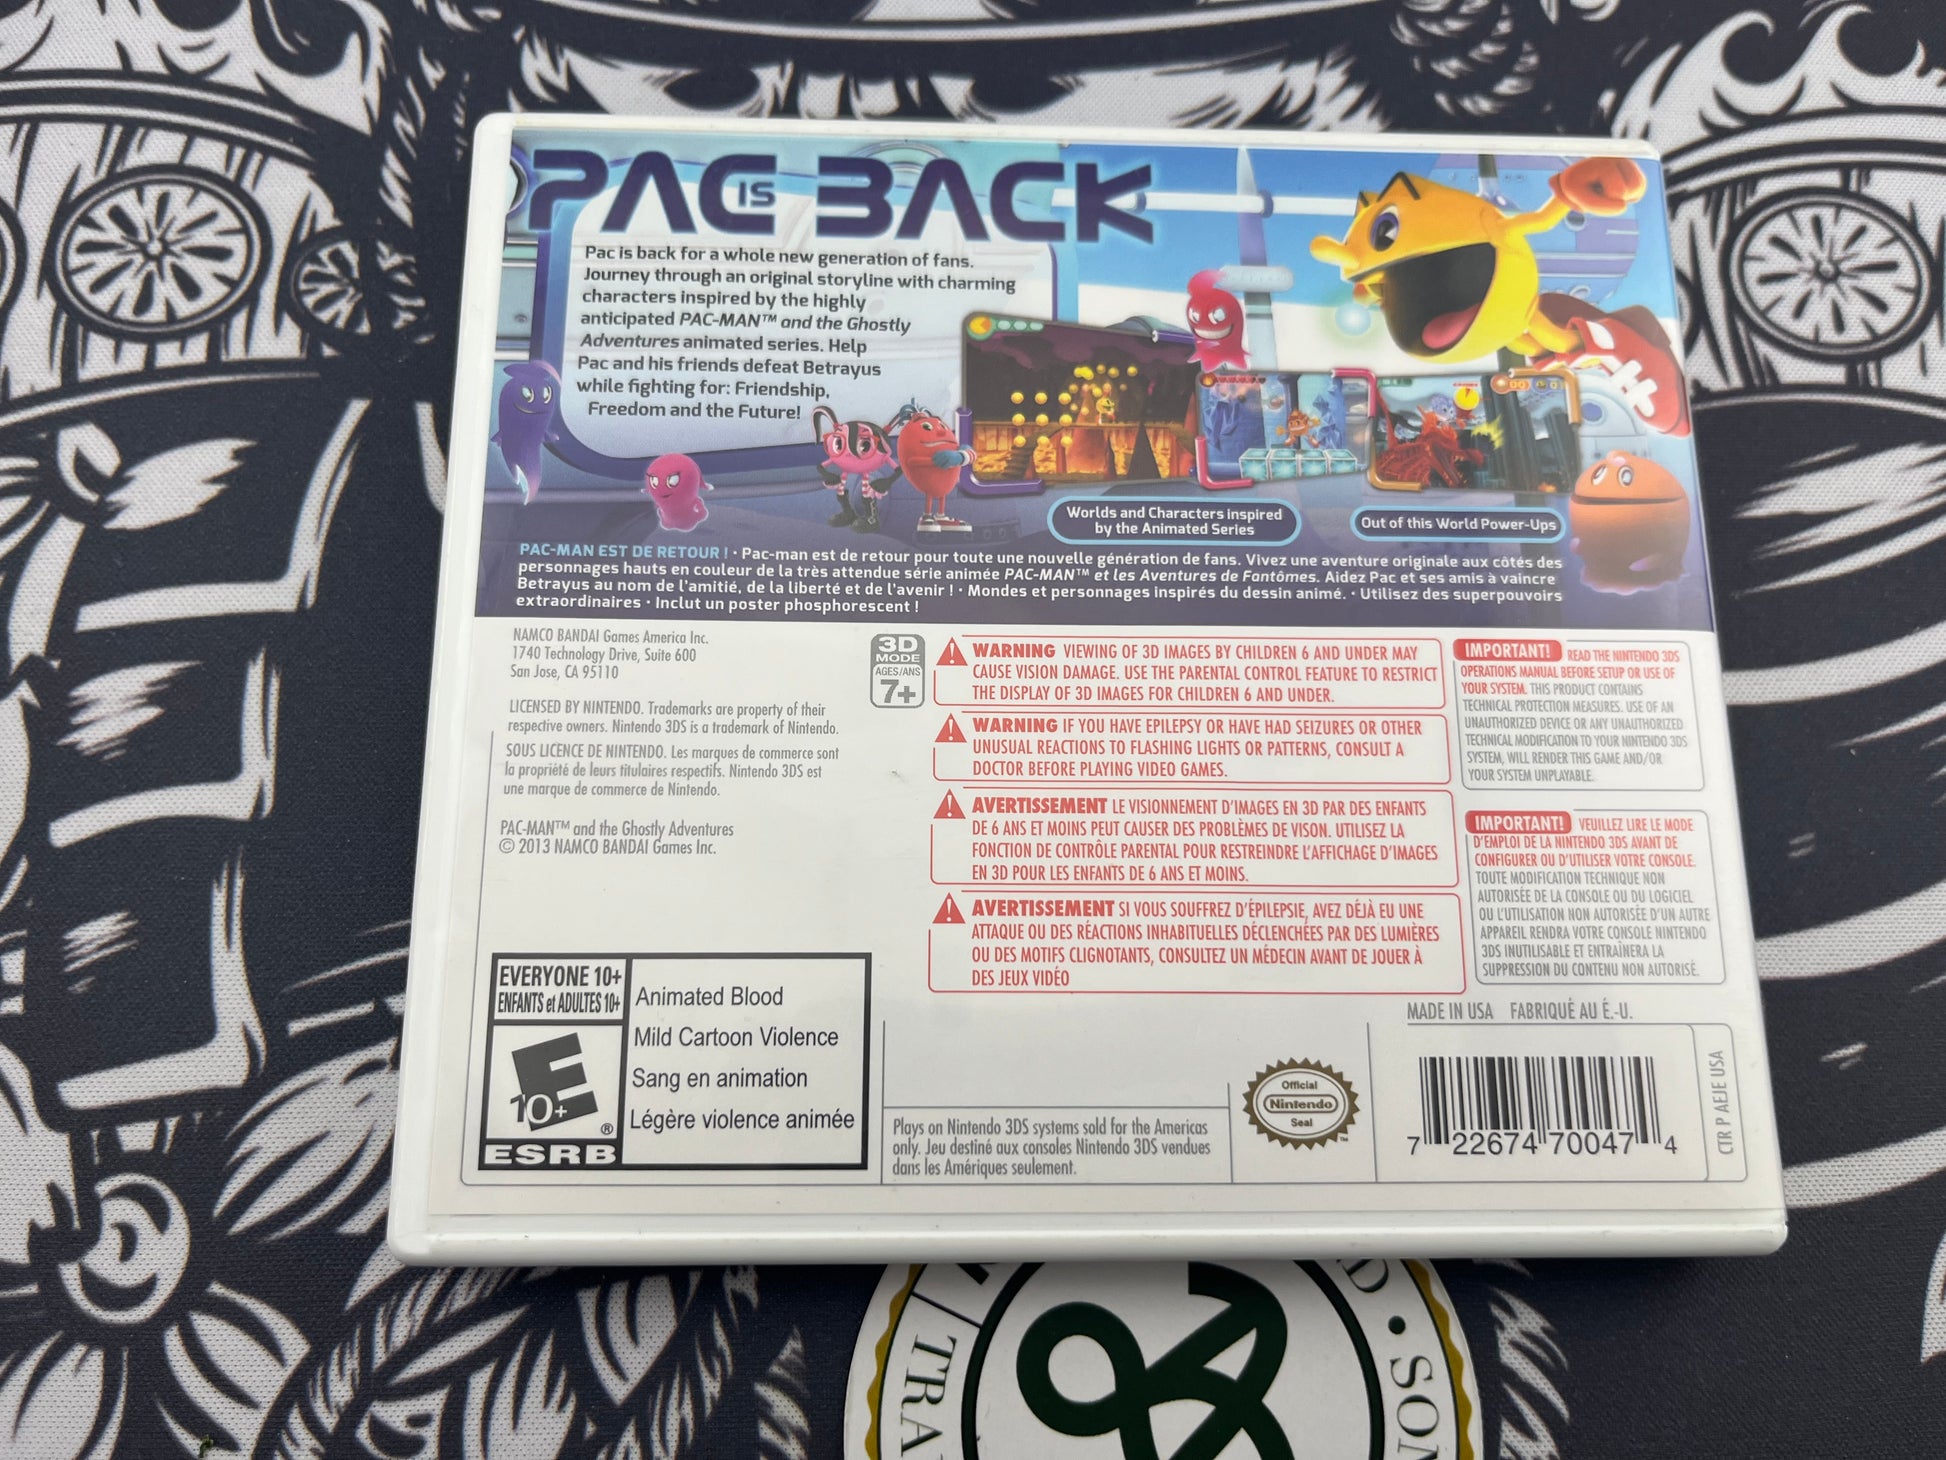 PAC IS BACK
Pac is back for a whole new generation of fans.
Journey through an original storyline with charming
characters inspired by the highly
anticipated PAC-MAN™ and the Ghostly
Adventures animated series. Help
Pac and his friends defeat Betrayus
while fighting for: Friendship,
Freedom and the Future!
Worlds and Characters inspired
by the Animated Series
Out of this World Power-Ups
PAC-MAN EST DE RETOUR ! • Pac-man est de retour pour toute une nouvelle génération de fans. Vivez une aventure originale aux côtés des
personnages hauts en couleur de la très attendue série animée PAC-MAN™ et les Aventures de Fantômes. Aidez Pac et ses amis à vaincre
Betrayus au nom de l'amitié, de la liberté et de l'avenir ! • Mondes et personnages inspirés du dessin animé. • Utilisez des superpouvoirs
extraordinaires • Inclut un poster phosphorescent !
NAMCO BANDAI Games America Inc.
1740 Technology Drive, Suite 600
San Jose, CA 95110
LICENSED BY NINTENDO. Trademarks are property of their
respective owners. Nintendo 3DS is a trademark of Nintendo.
SOUS LICENCE DE NINTENDO. Les marques de commerce sont
la propriété de leurs titulaires respectifs. Nintendo 3DS est
une marque de commerce de Nintendo.
PAC-MAN™ and the Ghostly Adventures
© 2013 NAMCO BANDAI Games Inc.
3D
MODE
AGES/ANS
7+
WARNING VIEWING OF 3D IMAGES BY CHILDREN 6 AND UNDER MAY
CAUSE VISION DAMAGE. USE THE PARENTAL CONTROL FEATURE TO RESTRICT
THE DISPLAY OF 3D IMAGES FOR CHILDREN 6 AND UNDER.
WARNING IF YOU HAVE EPILEPSY OR HAVE HAD SEIZURES OR OTHER
UNUSUAL REACTIONS TO FLASHING LIGHTS OR PATTERNS, CONSULT A
DOCTOR BEFORE PLAYING VIDEO GAMES.
AVERTISSEMENT LE VISIONNEMENT D'IMAGES EN 3D PAR DES ENFANTS
DE 6 ANS ET MOINS PEUT CAUSER DES PROBLÈMES DE VISON. UTILISEZ LA
FONCTION DE CONTRÔLE PARENTAL POUR RESTREINDRE L'AFFICHAGE D'IMAGES
EN 3D POUR LES ENFANTS DE 6 ANS ET MOINS.
AVERTISSEMENT SI VOUS SOUFFREZ D'ÉPILEPSIE, AVEZ DÉJÀ EU UNE
ATTAQUE OU DES RÉACTIONS INHABITUELLES DÉCLENCHÉES PAR DES LUMIÈRES
OU DES MOTIFS CLIGNOTANTS, CONSULTEZ UN MÉDECIN AVANT DE JOUER À
DES JEUX VIDÉO
IMPORTANT! READ THE NINTENDO 3DS
OPERATIONS MANUAL BEFORE SETUP OR USE OF
YOUR SYSTEM. THIS PRODUCT CONTAINS
TECHNICAL PROTECTION MEASURES. USE OF AN
UNAUTHORIZED DEVICE OR ANY UNAUTHORIZED
TECHNICAL MODIFICATION TO YOUR NINTENDO 3DS
SYSTEM, WILL RENDER THIS GAME AND/OR
YOUR SYSTEM UNPLAYABLE.
IMPORTANT! VEUILLEZ LIRE LE MODE
D'EMPLOI DE LA NINTENDO 3DS AVANT DE
CONFIGURER OU D'UTILISER VOTRE CONSOLE.
TOUTE MODIFICATION TECHNIQUE NON
AUTORISÉE DE LA CONSOLE OU DU LOGICIEL
OU L'UTILISATION NON AUTORISÉE D'UN AUTRE
APPAREIL RENDRA VOTRE CONSOLE NINTENDO
3DS INUTILISABLE ET ENTRAÎNERA LA
SUPPRESSION DU CONTENU NON AUTORISÉ.
MADE IN USA FABRIQUÉ AU É.-U.
EVERYONE 10+
ENFANTS et ADULTES 10+
E
10+
®
ESRB
Animated Blood
Mild Cartoon Violence
Sang en animation
Légère violence animée
Plays on Nintendo 3DS systems sold for the Americas
only. Jeu destiné aux consoles Nintendo 3DS vendues
dans les Amériques seulement.
Official
Nintendo
Seal
™
7 22674 70047 4
CTR P AEJE USA